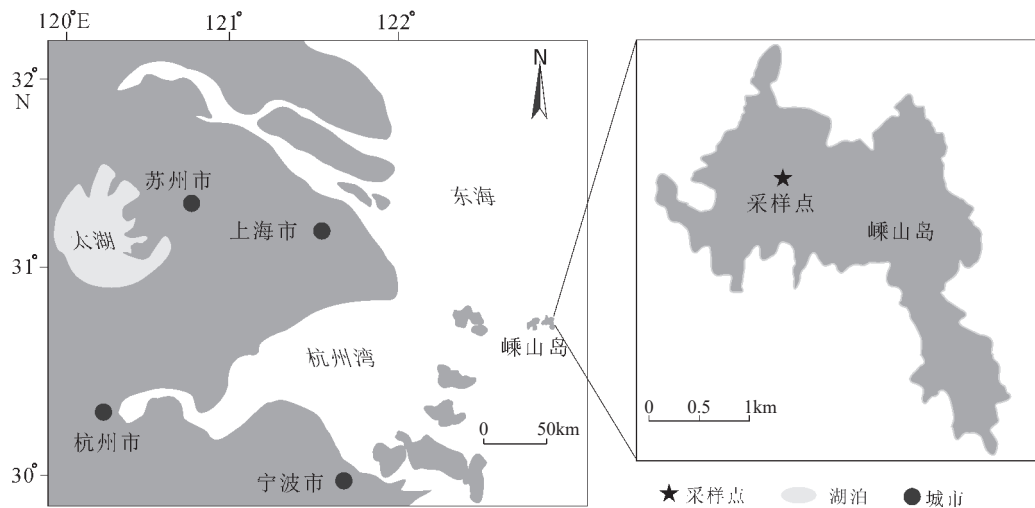 120°E
121°
122°
32°
N
N
苏州市
东海
采样点
上海市
嵊山岛
太湖
31°
嵊山岛
杭州湾
0 0.5 1km
0 50km
杭州市
30°
宁波市
采样点 湖泊 城市